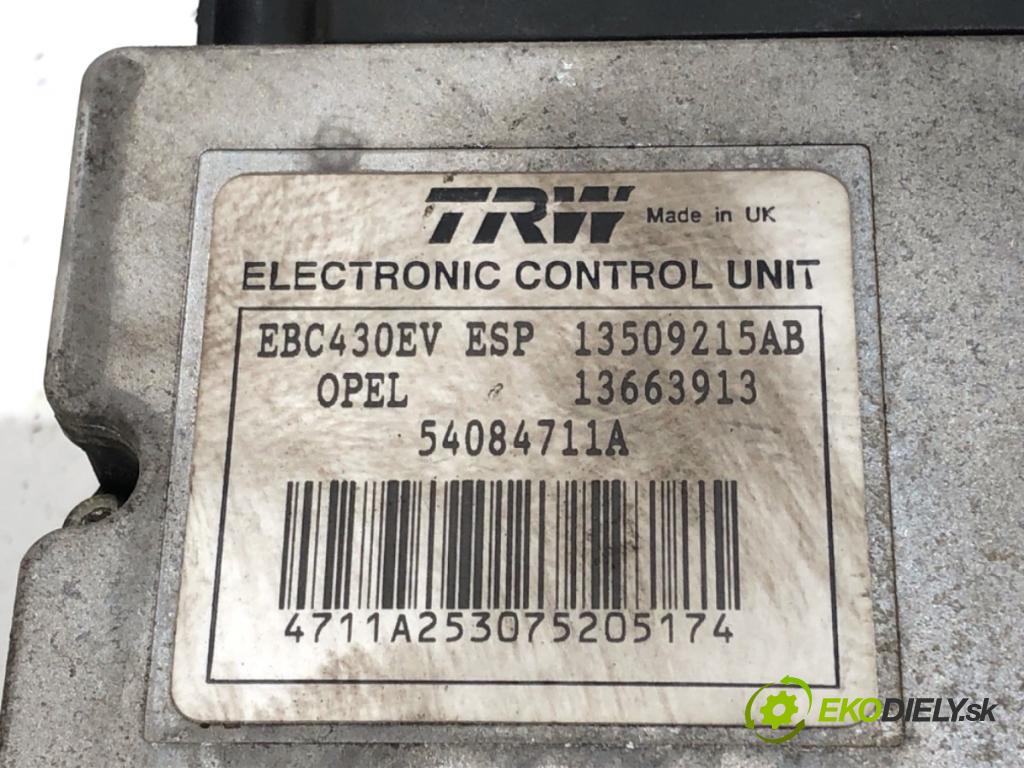 TRW Made in UK
ELECTRONIC CONTROL UNIT
EBC430EV ESP 13509215AB
OPEL 13663913
54084711A
4711A253075205174
EKODIELY.sk